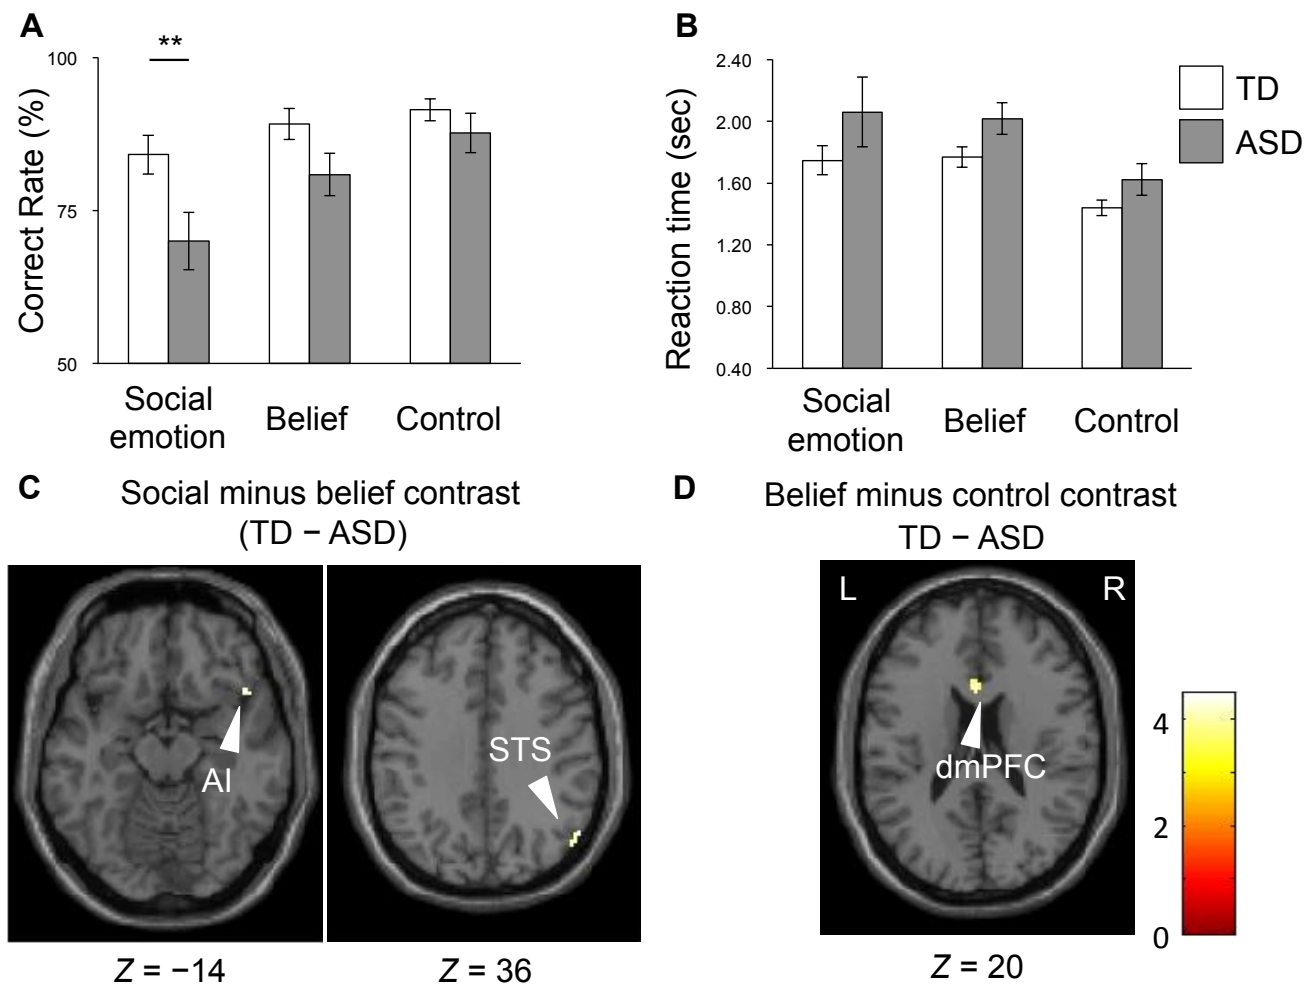 A
**
100
75
50
Correct Rate (%)
Social
emotion
Belief
Control
B
2.40
2.00
1.60
1.20
0.80
0.40
Reaction time (sec)
Social
emotion
Belief
Control
TD
ASD
C
Social minus belief contrast
(TD − ASD)
AI
STS
Z = −14
Z = 36
D
Belief minus control contrast
TD − ASD
L
R
dmPFC
Z = 20
4
2
0